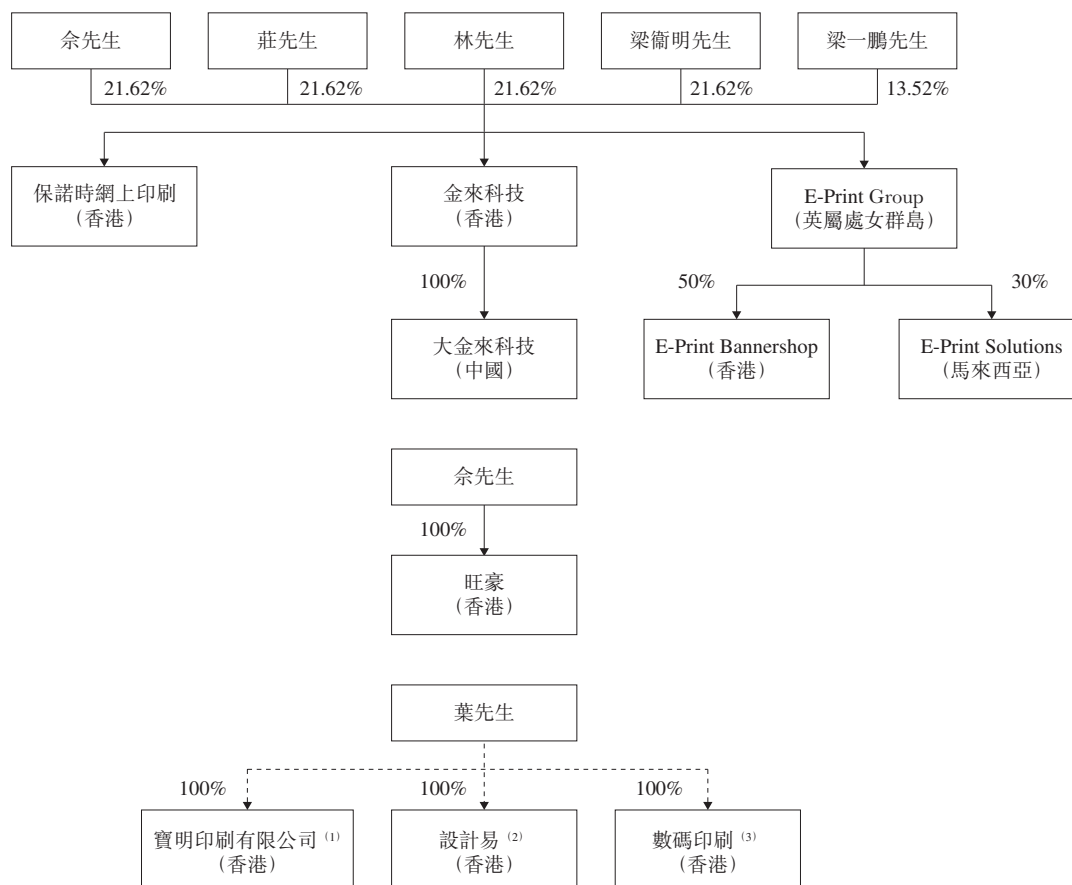 佘先生
莊先生
林先生
梁衞明先生
梁一鵬先生
21.62%
21.62%
21.62%
21.62%
13.52%
保諾時網上印刷
（香港）
金來科技
（香港）
E-Print Group
（英屬處女群島）
100%
50%
30%
大金來科技
（中國）
E-Print Bannershop
（香港）
E-Print Solutions
（馬來西亞）
佘先生
100%
旺豪
（香港）
葉先生
100%
100%
100%
寶明印刷有限公司 (1)
（香港）
設計易 (2)
（香港）
數碼印刷 (3)
（香港）